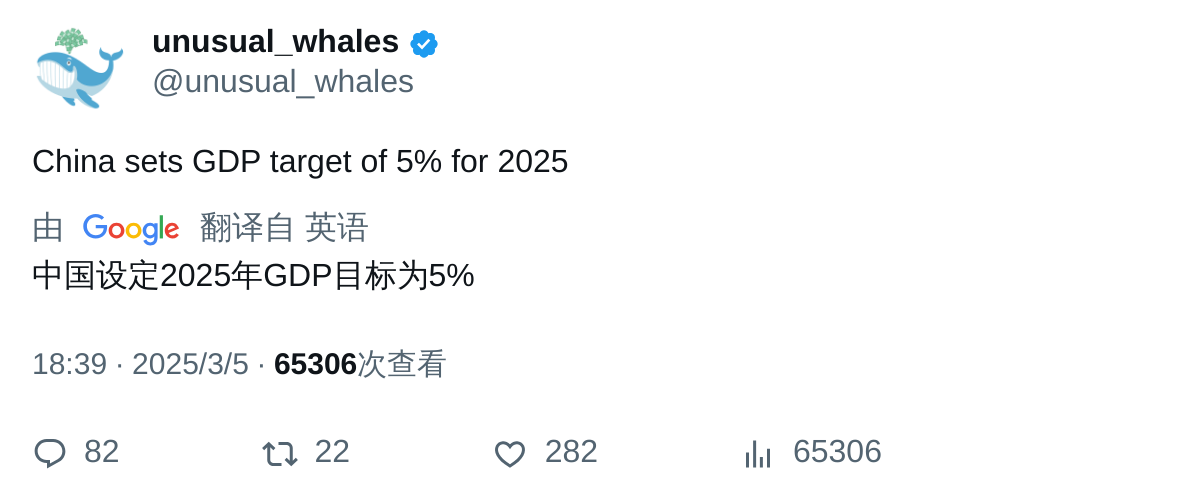 unusual_whales
@unusual_whales
China sets GDP target of 5% for 2025
由 Google 翻译自 英语
中国设定2025年GDP目标为5%
18:39 · 2025/3/5 · 65306次查看
82 22 282 65306